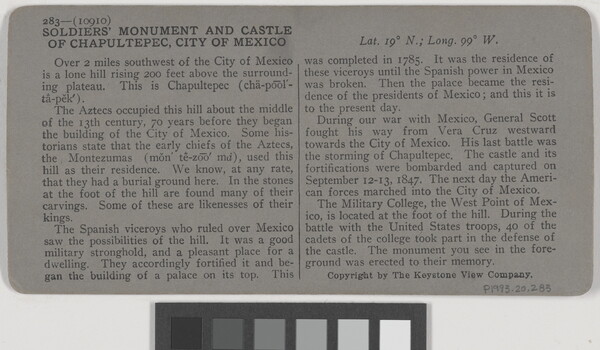 283—(10910)
SOLDIERS' MONUMENT AND CASTLE
OF CHAPULTEPEC, CITY OF MEXICO
Over 2 miles southwest of the City of Mexico
is a lone hill rising 200 feet above the surround-
ing plateau. This is Chapultepec (chä-po͞ol'-
tā-pĕk').
The Aztecs occupied this hill about the middle
of the 13th century, 70 years before they began
the building of the City of Mexico. Some his-
torians state that the early chiefs of the Aztecs,
the Montezumas (mŏn' tê-zo͞o' má), used this
hill as their residence. We know, at any rate,
that they had a burial ground here. In the stones
at the foot of the hill are found many of their
carvings. Some of these are likenesses of their
kings.
The Spanish viceroys who ruled over Mexico
saw the possibilities of the hill. It was a good
military stronghold, and a pleasant place for a
dwelling. They accordingly fortified it and be-
gan the building of a palace on its top. This
Lat. 19° N.; Long. 99° W.
was completed in 1785. It was the residence of
these viceroys until the Spanish power in Mexico
was broken. Then the palace became the resi-
dence of the presidents of Mexico; and this it is
to the present day.
During our war with Mexico, General Scott
fought his way from Vera Cruz westward
towards the City of Mexico. His last battle was
the storming of Chapultepec. The castle and its
fortifications were bombarded and captured on
September 12-13, 1847. The next day the Ameri-
can forces marched into the City of Mexico.
The Military College, the West Point of Mex-
ico, is located at the foot of the hill. During the
battle with the United States troops, 40 of the
cadets of the college took part in the defense of
the castle. The monument you see in the fore-
ground was erected to their memory.
Copyright by The Keystone View Company.
P1973.20.283